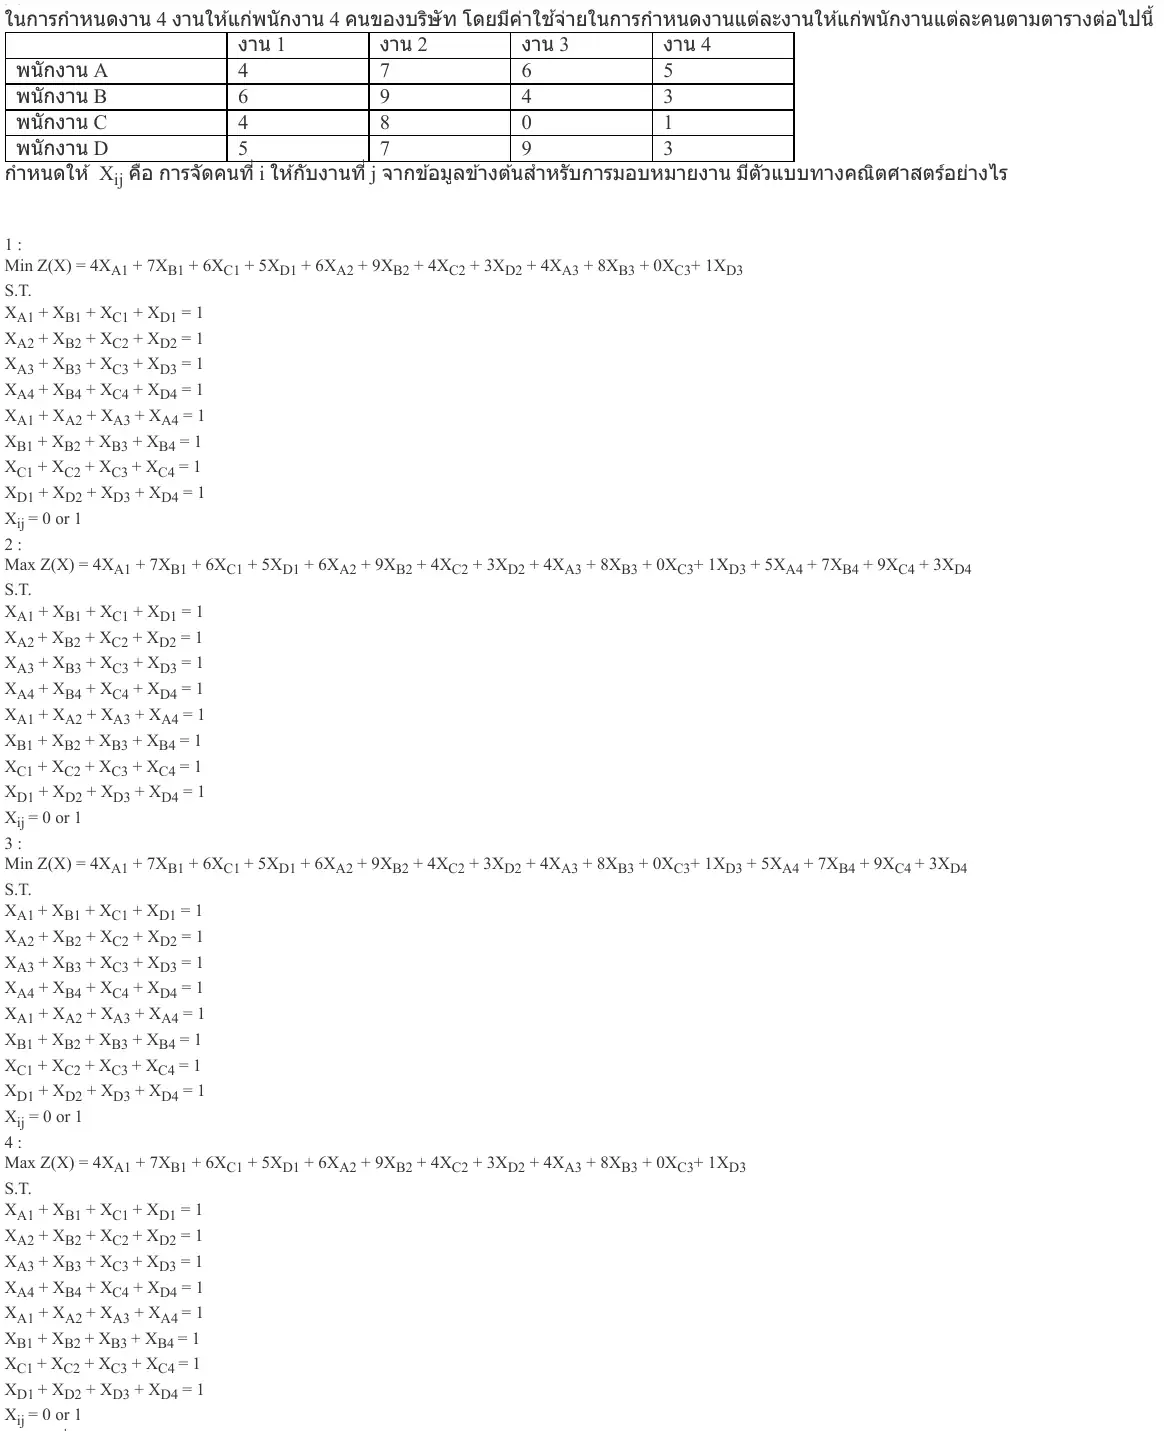 ในการกำหนดงาน 4 งานให้แก่พนักงาน 4 คนของบริษัท โดยมีค่าใช้จ่ายในการกำหนดงานแต่ละงานให้แก่พนักงานแต่ละคนตามตารางต่อไปนี้
งาน 1 งาน 2 งาน 3 งาน 4
พนักงาน A 4 7 6 5
พนักงาน B 6 9 4 3
พนักงาน C 4 8 0 1
พนักงาน D 5 7 9 3
กำหนดให้ Xij คือ การจัดคนที่ i ให้กับงานที่ j จากข้อมูลข้างต้นสำหรับการมอบหมายงาน มีตัวแบบทางคณิตศาสตร์อย่างไร
1 :
Min Z(X) = 4XA1 + 7XB1 + 6XC1 + 5XD1 + 6XA2 + 9XB2 + 4XC2 + 3XD2 + 4XA3 + 8XB3 + 0XC3+ 1XD3
S.T.
XA1 + XB1 + XC1 + XD1 = 1
XA2 + XB2 + XC2 + XD2 = 1
XA3 + XB3 + XC3 + XD3 = 1
XA4 + XB4 + XC4 + XD4 = 1
XA1 + XA2 + XA3 + XA4 = 1
XB1 + XB2 + XB3 + XB4 = 1
XC1 + XC2 + XC3 + XC4 = 1
XD1 + XD2 + XD3 + XD4 = 1
Xij = 0 or 1
2 :
Max Z(X) = 4XA1 + 7XB1 + 6XC1 + 5XD1 + 6XA2 + 9XB2 + 4XC2 + 3XD2 + 4XA3 + 8XB3 + 0XC3+ 1XD3 + 5XA4 + 7XB4 + 9XC4 + 3XD4
S.T.
XA1 + XB1 + XC1 + XD1 = 1
XA2 + XB2 + XC2 + XD2 = 1
XA3 + XB3 + XC3 + XD3 = 1
XA4 + XB4 + XC4 + XD4 = 1
XA1 + XA2 + XA3 + XA4 = 1
XB1 + XB2 + XB3 + XB4 = 1
XC1 + XC2 + XC3 + XC4 = 1
XD1 + XD2 + XD3 + XD4 = 1
Xij = 0 or 1
3 :
Min Z(X) = 4XA1 + 7XB1 + 6XC1 + 5XD1 + 6XA2 + 9XB2 + 4XC2 + 3XD2 + 4XA3 + 8XB3 + 0XC3+ 1XD3 + 5XA4 + 7XB4 + 9XC4 + 3XD4
S.T.
XA1 + XB1 + XC1 + XD1 = 1
XA2 + XB2 + XC2 + XD2 = 1
XA3 + XB3 + XC3 + XD3 = 1
XA4 + XB4 + XC4 + XD4 = 1
XA1 + XA2 + XA3 + XA4 = 1
XB1 + XB2 + XB3 + XB4 = 1
XC1 + XC2 + XC3 + XC4 = 1
XD1 + XD2 + XD3 + XD4 = 1
Xij = 0 or 1
4 :
Max Z(X) = 4XA1 + 7XB1 + 6XC1 + 5XD1 + 6XA2 + 9XB2 + 4XC2 + 3XD2 + 4XA3 + 8XB3 + 0XC3+ 1XD3
S.T.
XA1 + XB1 + XC1 + XD1 = 1
XA2 + XB2 + XC2 + XD2 = 1
XA3 + XB3 + XC3 + XD3 = 1
XA4 + XB4 + XC4 + XD4 = 1
XA1 + XA2 + XA3 + XA4 = 1
XB1 + XB2 + XB3 + XB4 = 1
XC1 + XC2 + XC3 + XC4 = 1
XD1 + XD2 + XD3 + XD4 = 1
Xij = 0 or 1